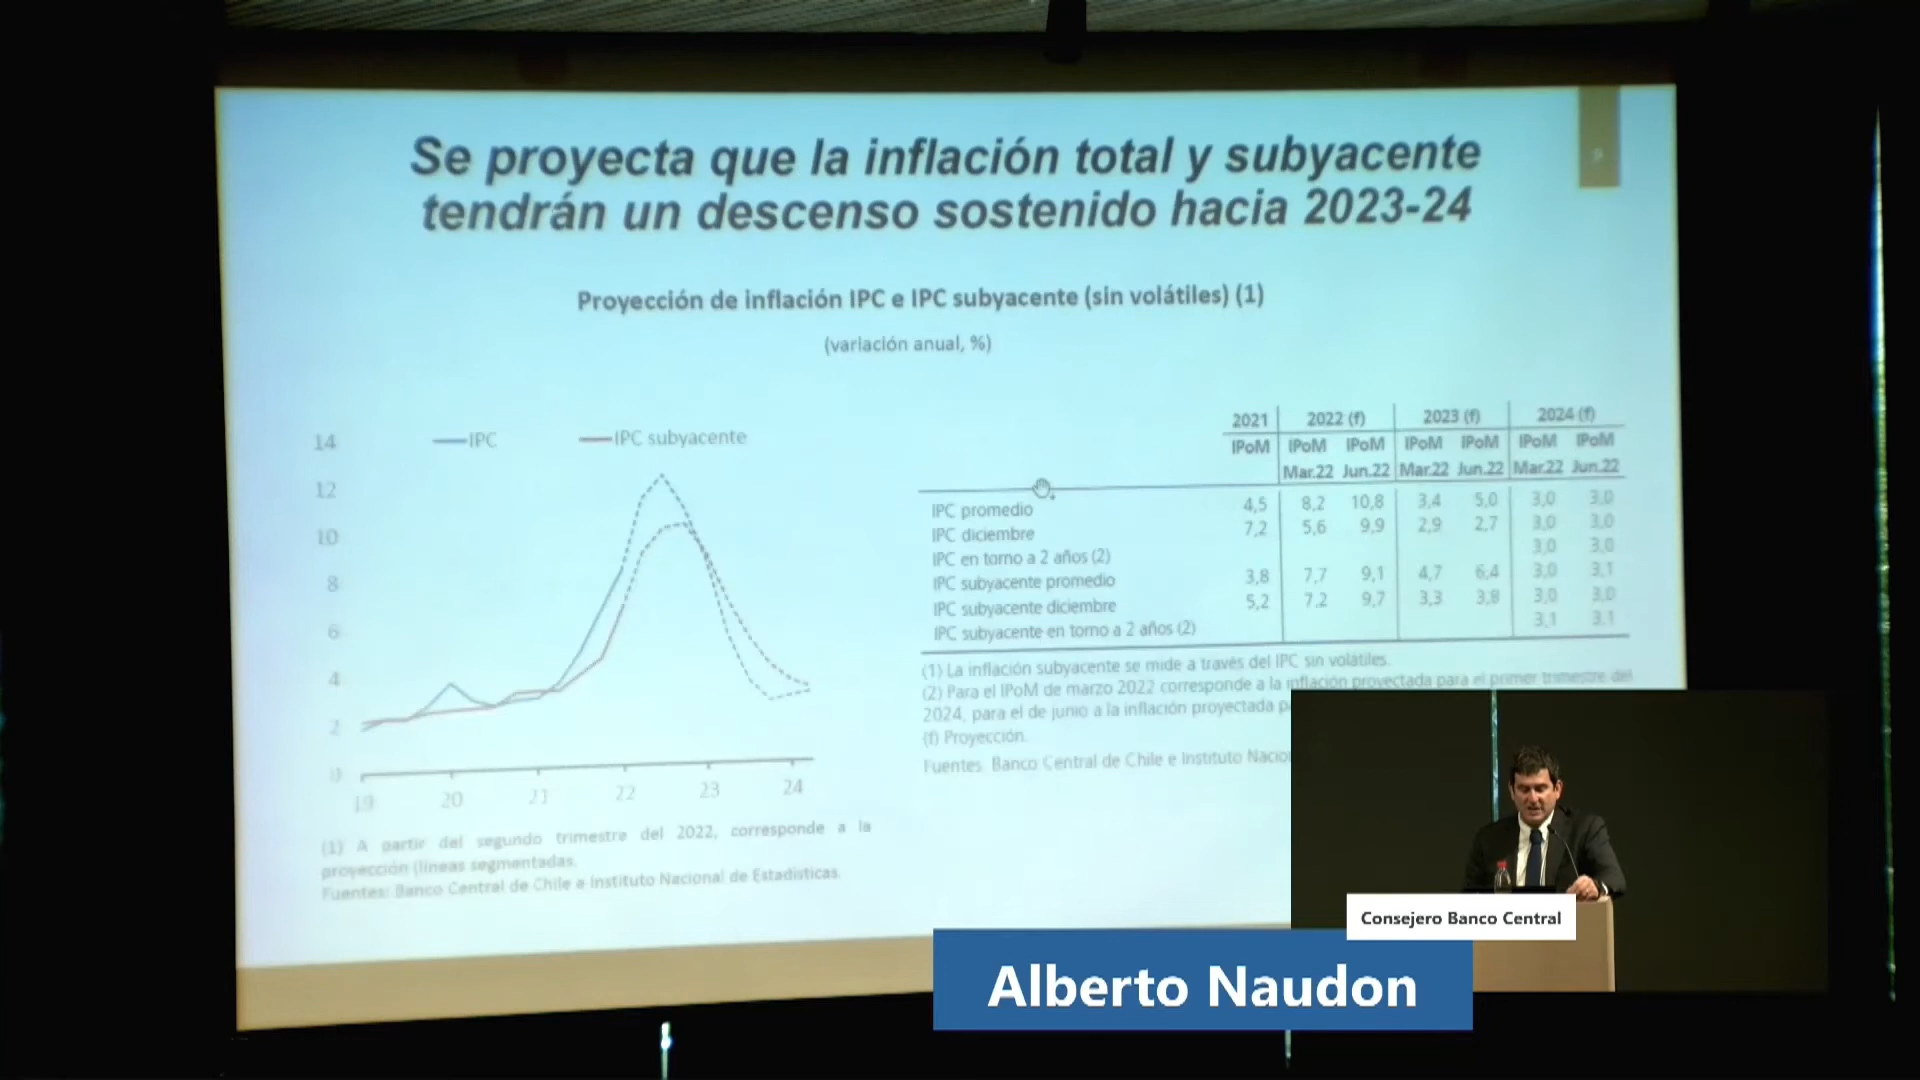 Se proyecta que la inflación total y subyacente
tendrán un descenso sostenido hacia 2023-24
9
Proyección de inflación IPC e IPC subyacente (sin volátiles) (1)
(variación anual, %)
IPC IPC subyacente
14
12
10
8
6
4
2
0
19 20 21 22 23 24
(1) A partir del segundo trimestre del 2022, corresponde a la
proyección (líneas segmentadas.
Fuentes: Banco Central de Chile e Instituto Nacional de Estadísticas.
2021 2022 (f) 2023 (f) 2024 (f)
IPoM IPoM IPoM IPoM IPoM IPoM IPoM
Mar.22 Jun.22 Mar.22 Jun.22 Mar.22 Jun.22
IPC promedio 4,5 8,2 10,8 3,4 5,0 3,0 3,0
IPC diciembre 7,2 5,6 9,9 2,9 2,7 3,0 3,0
IPC en torno a 2 años (2) 3,0 3,0
IPC subyacente promedio 3,8 7,7 9,1 4,7 6,4 3,0 3,1
IPC subyacente diciembre 5,2 7,2 9,7 3,3 3,8 3,0 3,0
IPC subyacente en torno a 2 años (2) 3,1 3,1
(1) La inflación subyacente se mide a través del IPC sin volátiles.
(2) Para el IPoM de marzo 2022 corresponde a la inflación proyectada para el primer trimestre del
2024, para el de junio a la inflación proyectada
(f) Proyección.
Fuentes: Banco Central de Chile e Instituto
Consejero Banco Central
Alberto Naudon